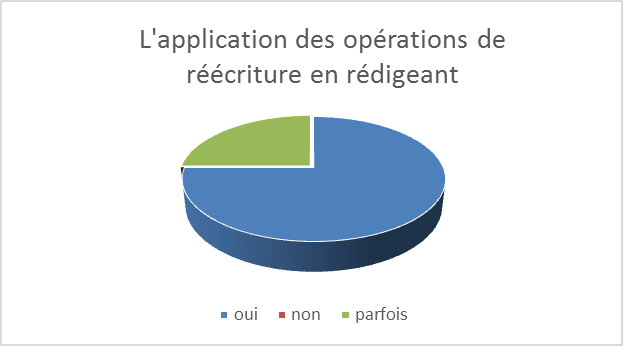 L'application des opérations de
réécriture en rédigeant
oui non parfois